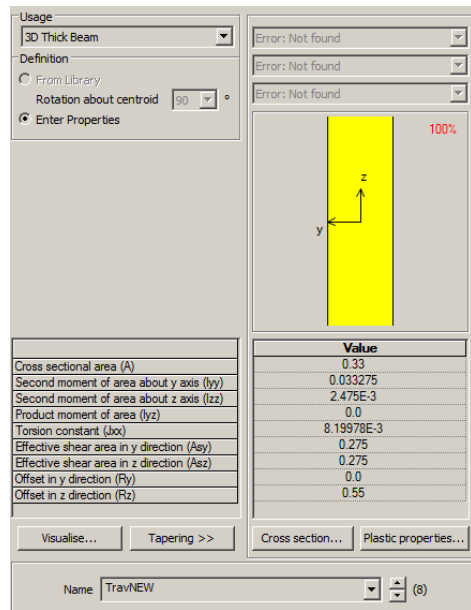 Usage
3D Thick Beam
Definition
From Library
Rotation about centroid 90 °
Enter Properties
Error: Not found
Error: Not found
Error: Not found
100%
z
y
Value
Cross sectional area (A) 0.33
Second moment of area about y axis (Iyy) 0.033275
Second moment of area about z axis (Izz) 2.475E-3
Product moment of area (Iyz) 0.0
Torsion constant (Jxx) 8.19978E-3
Effective shear area in y direction (Asy) 0.275
Effective shear area in z direction (Asz) 0.275
Offset in y direction (Ry) 0.0
Offset in z direction (Rz) 0.55
Visualise... Tapering >> Cross section... Plastic properties...
Name TravNEW (8)